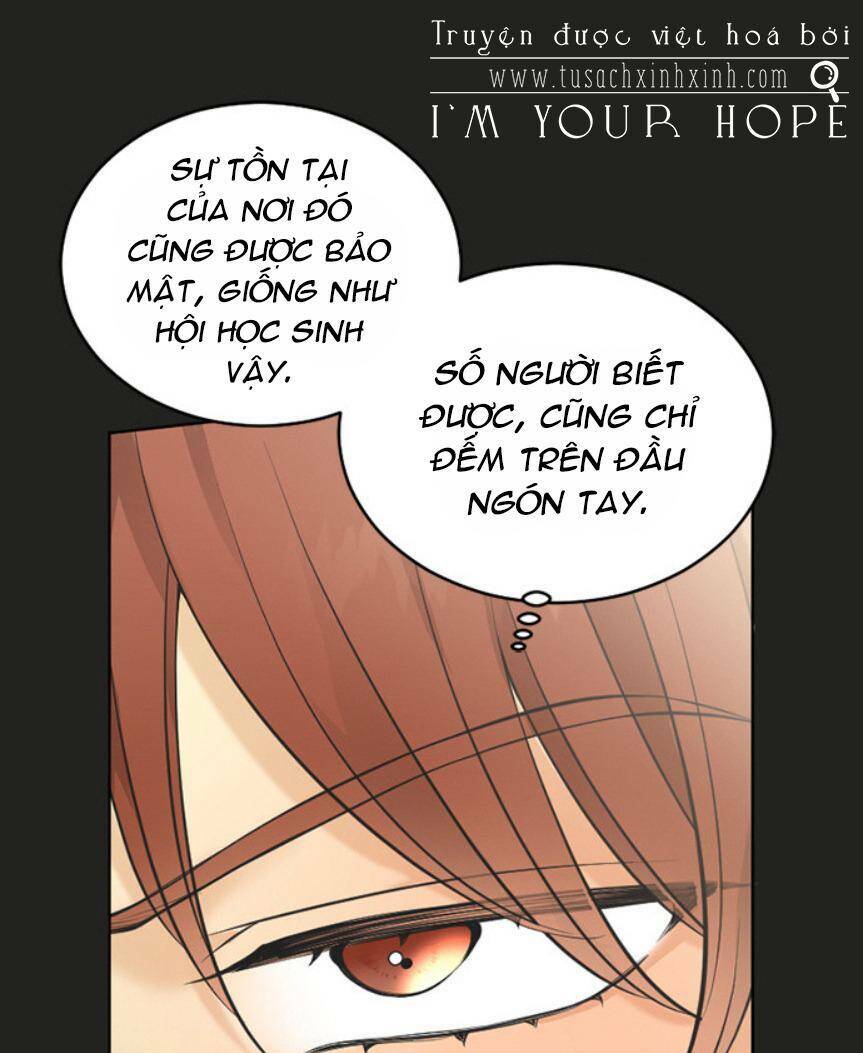 Truyện được việt hoá bởi
www.tusachxinhxinh.com
I'M YOUR HOPE
SỰ TỒN TẠI
CỦA NƠI ĐÓ
CŨNG ĐƯỢC BẢO
MẬT, GIỐNG NHƯ
HỘI HỌC SINH
VẬY.
SỐ NGƯỜI BIẾT
ĐƯỢC, CŨNG CHỈ
ĐẾM TRÊN ĐẦU
NGÓN TAY.